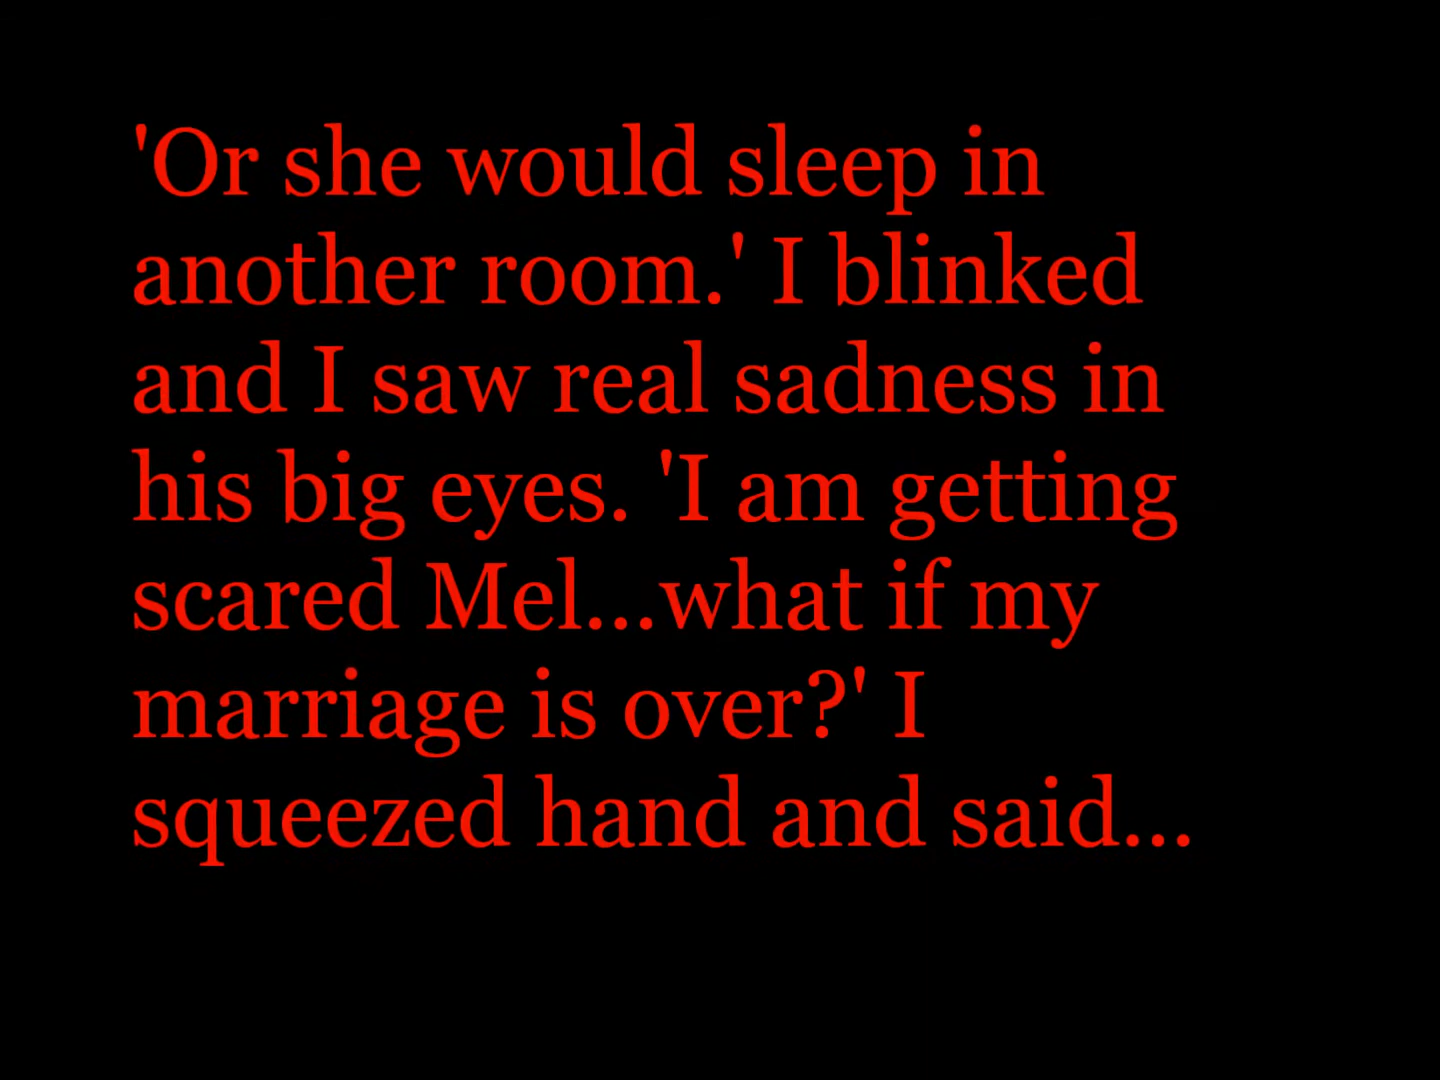 'Or she would sleep in
another room.' I blinked
and I saw real sadness in
his big eyes. 'I am getting
scared Mel...what if my
marriage is over?' I
squeezed hand and said...